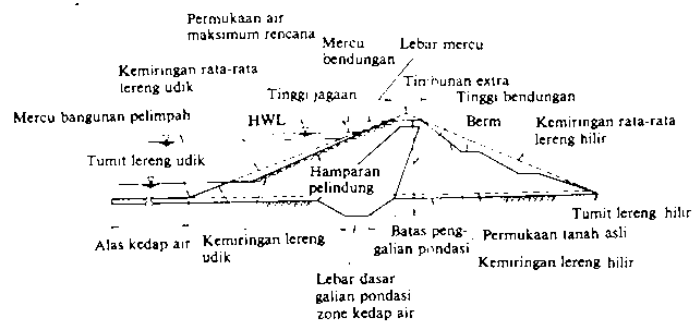 Permukaan air
maksimum rencana
Mercu
bendungan
Lebar mercu
Kemiringan rata-rata
lereng udik
Timbunan extra
Tinggi jagaan
Tinggi bendungan
Mercu bangunan pelimpah
HWL
Berm
Kemiringan rata-rata
lereng hilir
Tumit lereng udik
Hamparan
pelindung
Tumit lereng hilir
Alas kedap air
Kemiringan lereng
udik
Batas peng-
galian pondasi
Permukaan tanah asli
Kemiringan lereng hilir
Lebar dasar
galian pondasi
zone kedap air